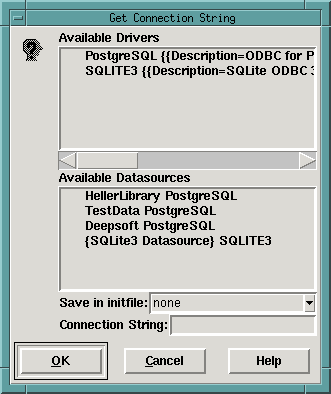 Get Connection String
Available Drivers
PostgreSQL {{Description=ODBC for P
SQLITE3 {{Description=SQLite ODBC 3
Available Datasources
HellerLibrary PostgreSQL
TestData PostgreSQL
Deepsoft PostgreSQL
{SQLite3 Datasource} SQLITE3
Save in initfile: none
Connection String:
OK Cancel Help